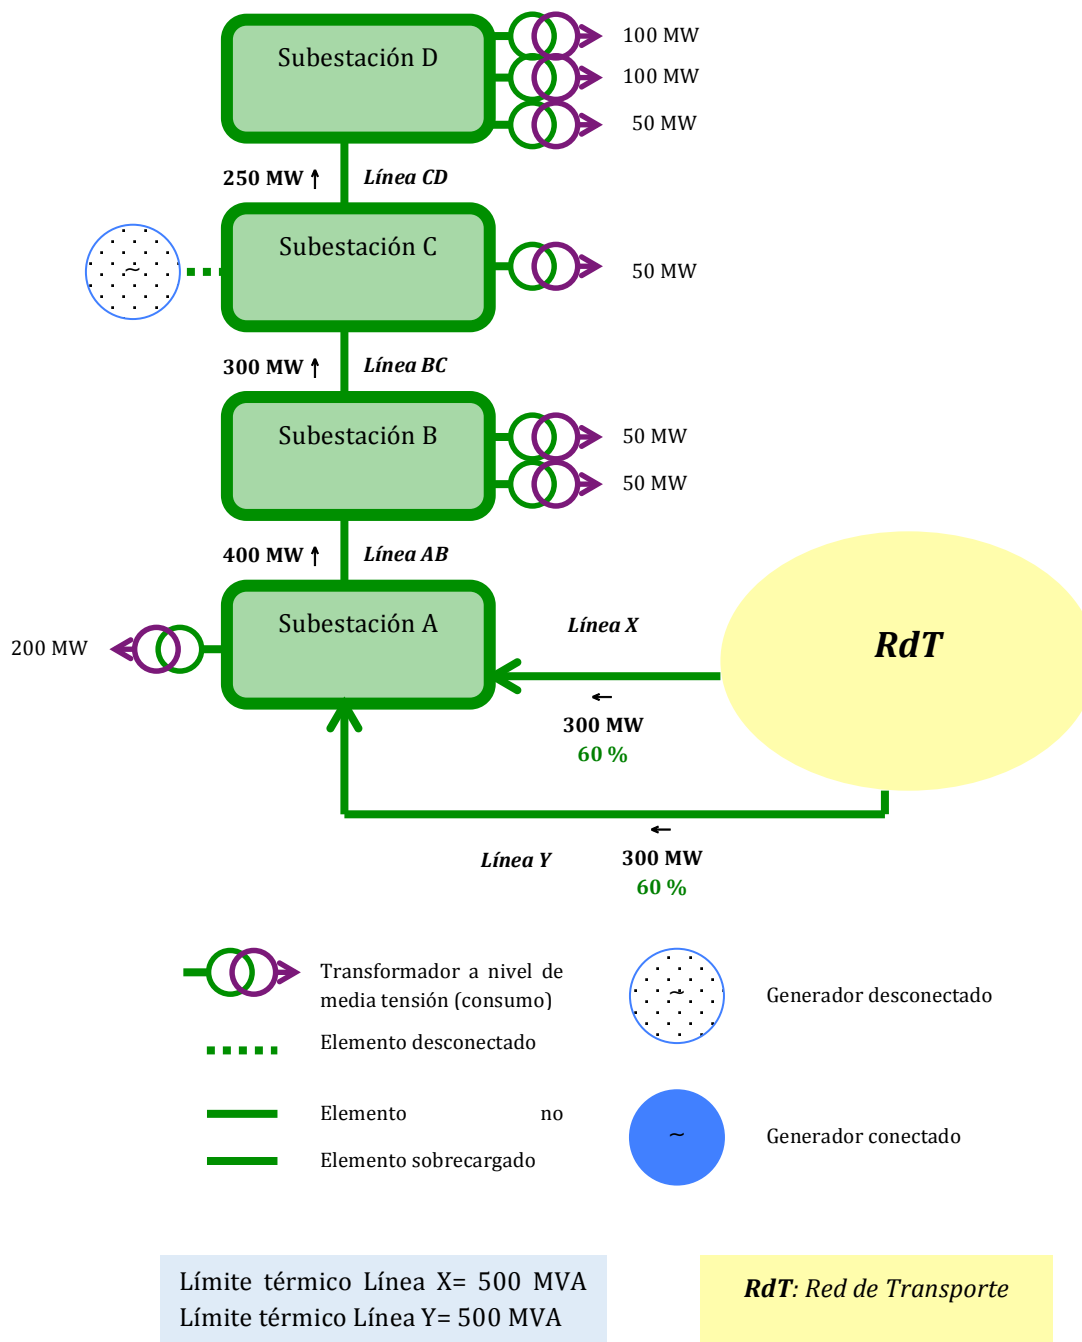 Subestación D
100 MW
100 MW
50 MW
250 MW ↑
Línea CD
Subestación C
~
50 MW
300 MW ↑
Línea BC
Subestación B
50 MW
50 MW
400 MW ↑
Línea AB
Subestación A
200 MW
Línea X
RdT
←
300 MW
60 %
←
Línea Y
300 MW
60 %
Transformador a nivel de
media tensión (consumo)
~
Generador desconectado
Elemento desconectado
Elemento no
~
Generador conectado
Elemento sobrecargado
Límite térmico Línea X= 500 MVA
Límite térmico Línea Y= 500 MVA
RdT: Red de Transporte